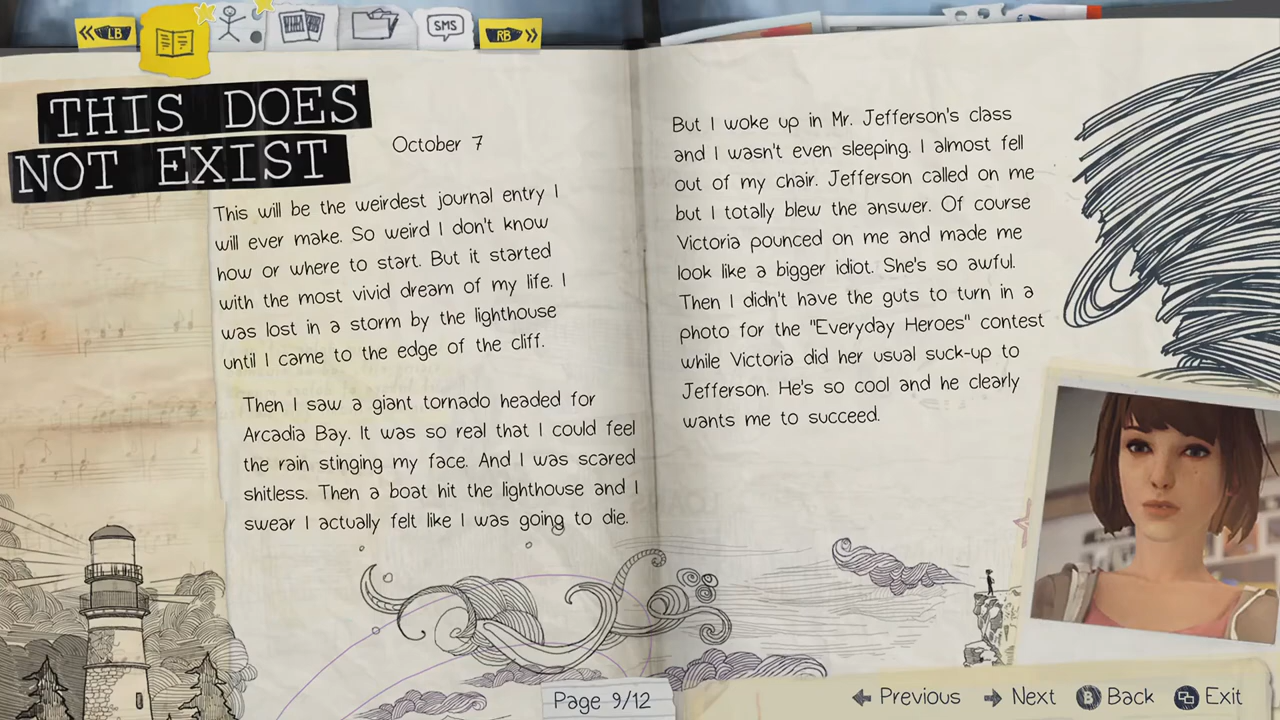 LB
SMS
RB
THIS DOES
NOT EXIST
October 7
This will be the weirdest journal entry I
will ever make. So weird I don't know
how or where to start. But it started
with the most vivid dream of my life. I
was lost in a storm by the lighthouse
until I came to the edge of the cliff.
Then I saw a giant tornado headed for
Arcadia Bay. It was so real that I could feel
the rain stinging my face. And I was scared
shitless. Then a boat hit the lighthouse and I
swear I actually felt like I was going to die.
But I woke up in Mr. Jefferson's class
and I wasn't even sleeping. I almost fell
out of my chair. Jefferson called on me
but I totally blew the answer. Of course
Victoria pounced on me and made me
look like a bigger idiot. She's so awful.
Then I didn't have the guts to turn in a
photo for the "Everyday Heroes" contest
while Victoria did her usual suck-up to
Jefferson. He's so cool and he clearly
wants me to succeed.
Page 9/12
Previous
Next
B Back
Exit